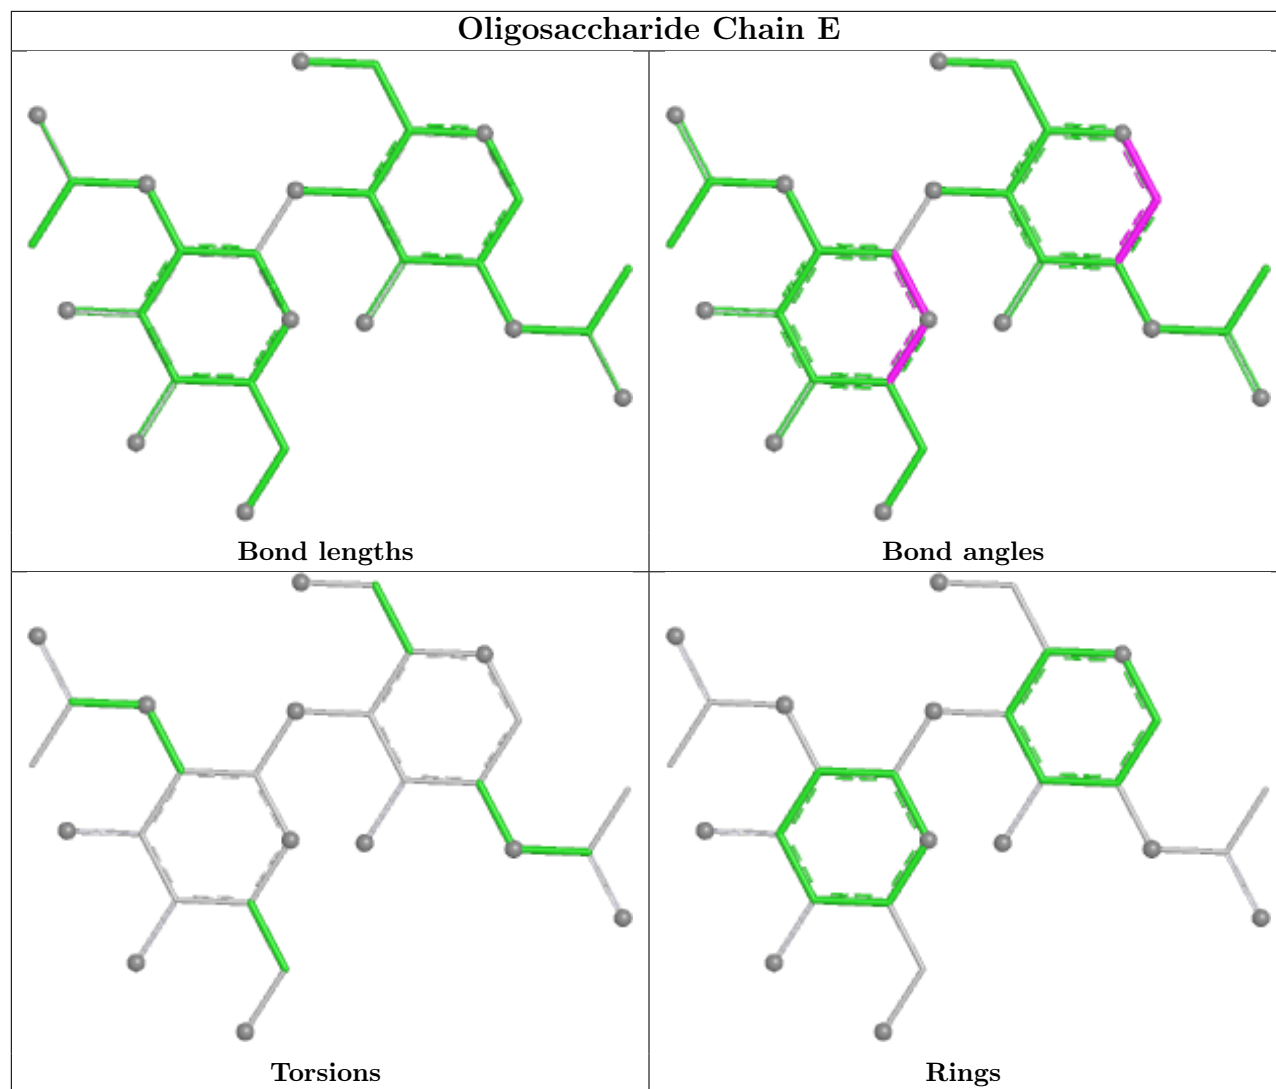 Oligosaccharide Chain E
Bond lengths
Bond angles
Torsions
Rings